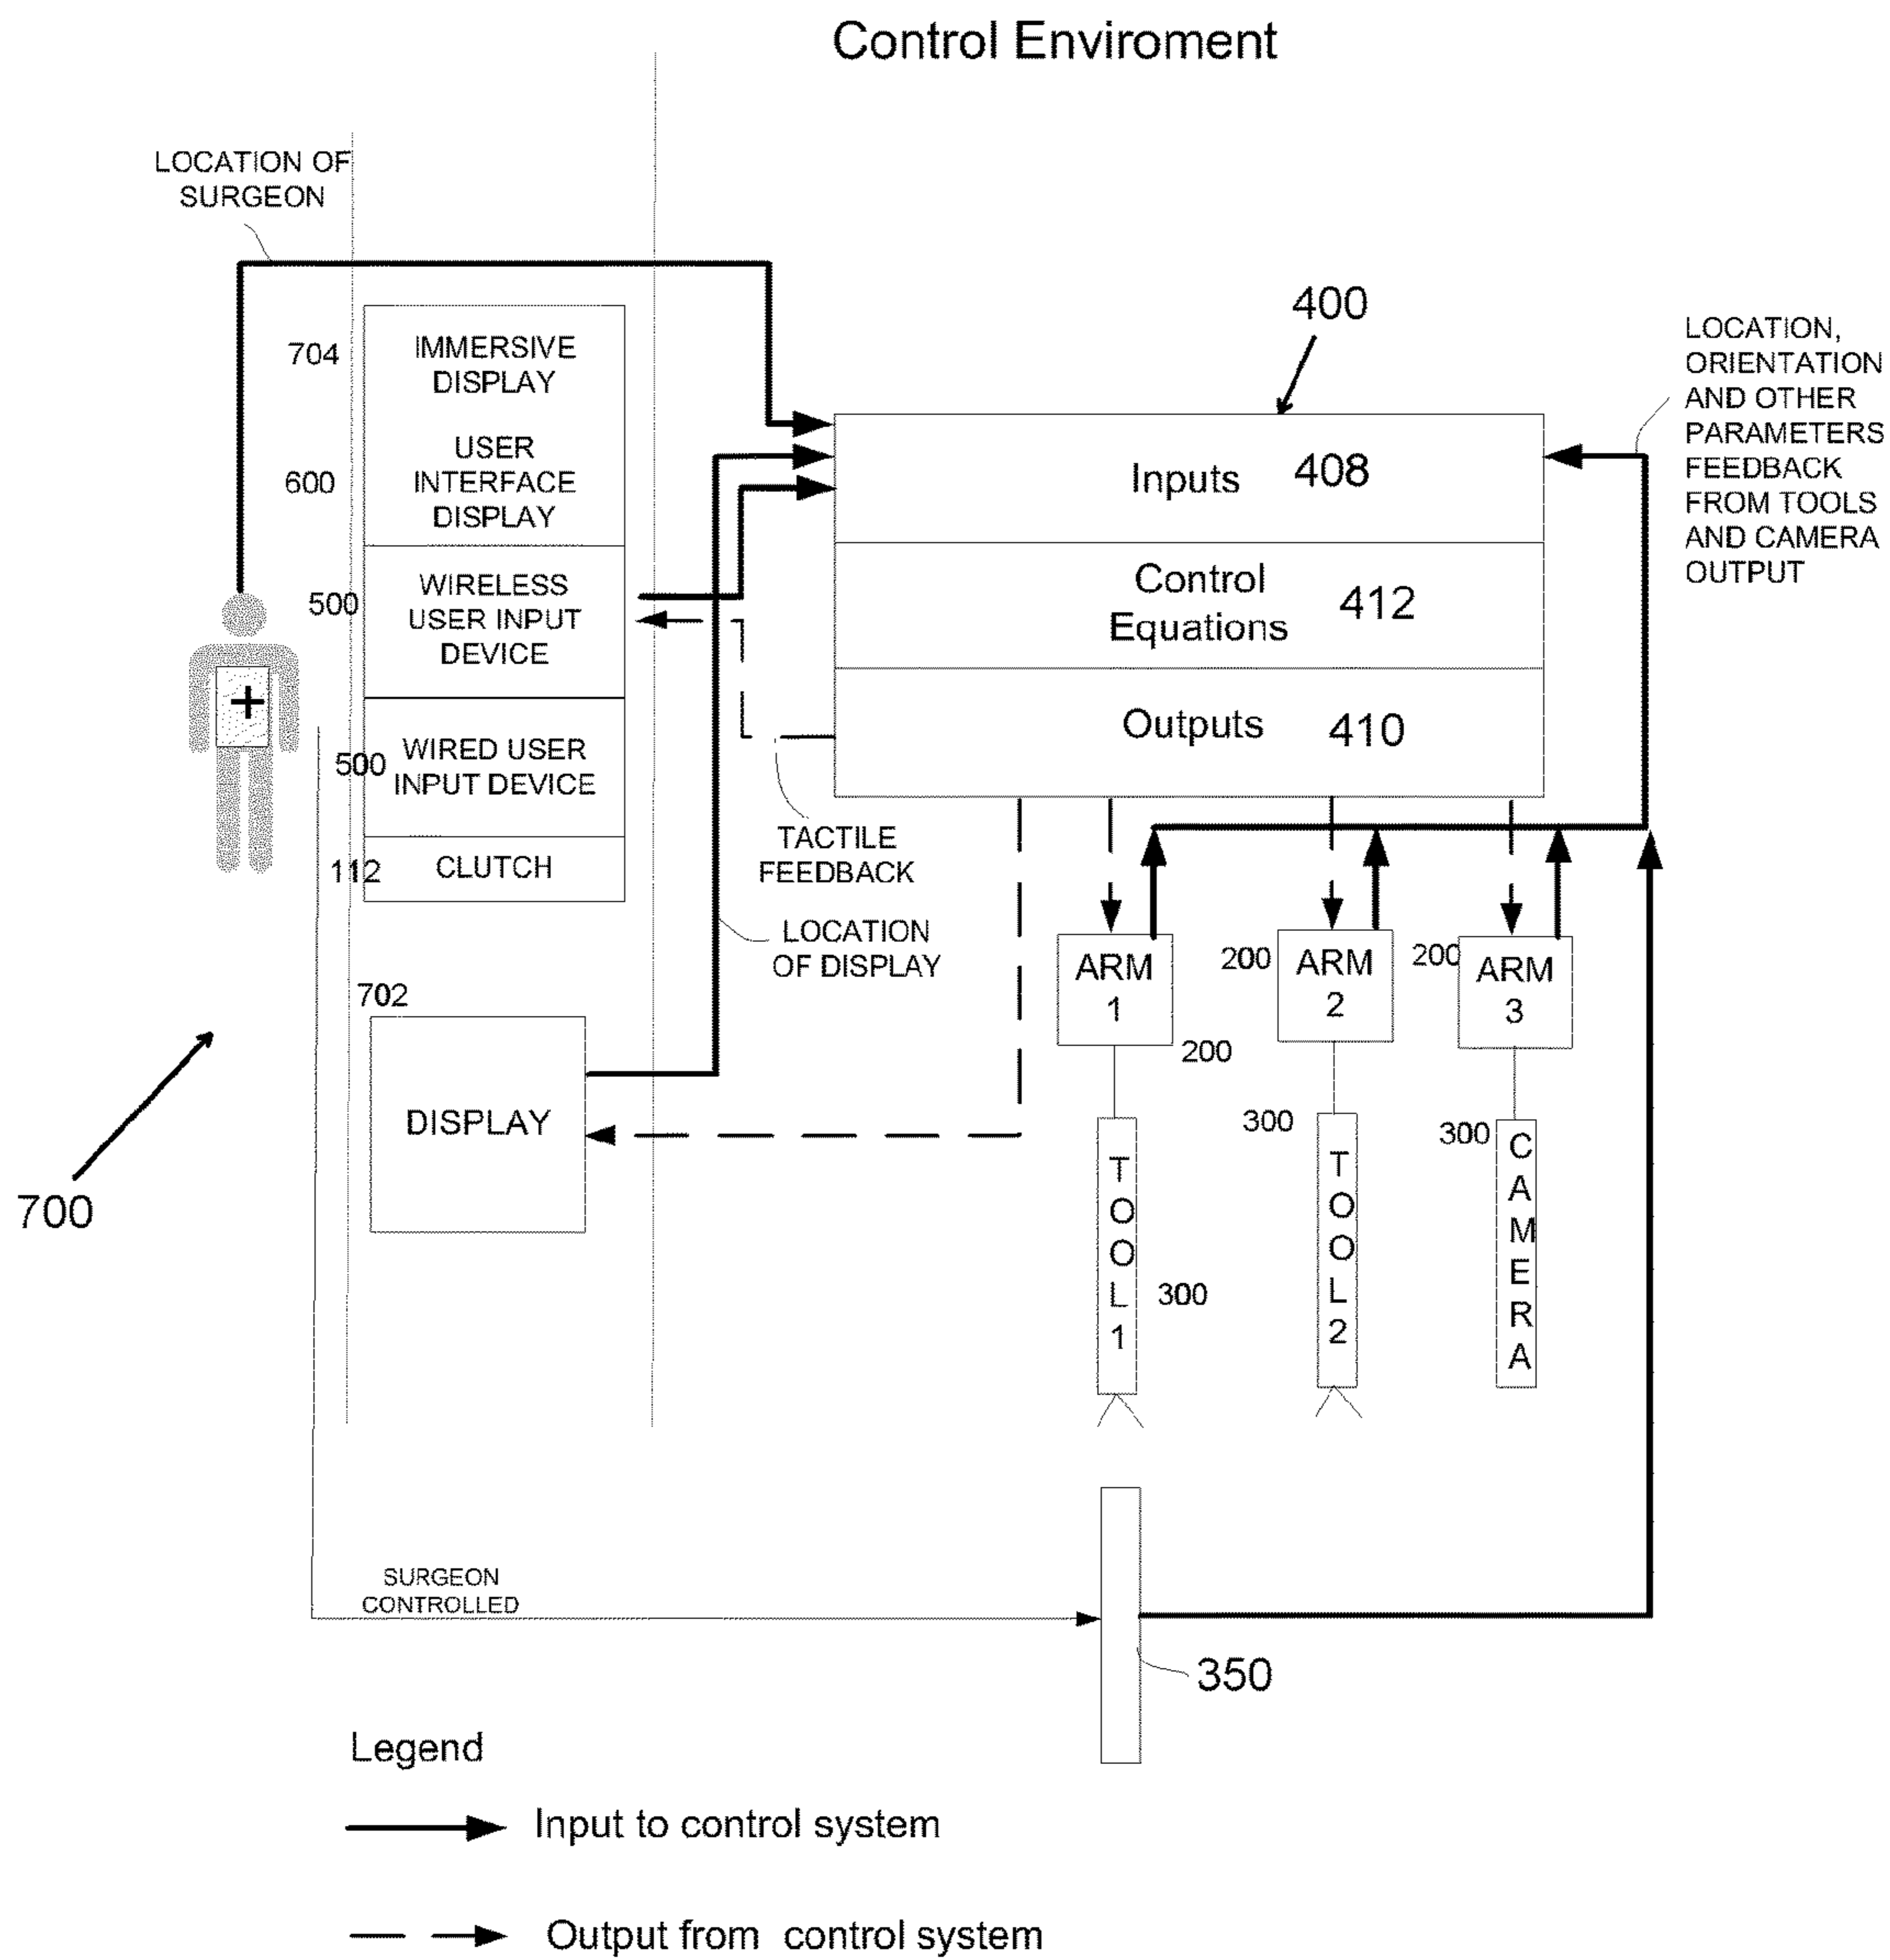 Control Enviroment
LOCATION OF
SURGEON
704
IMMERSIVE
DISPLAY
600
USER
INTERFACE
DISPLAY
500
WIRELESS
USER INPUT
DEVICE
500
WIRED USER
INPUT DEVICE
112
CLUTCH
400
Inputs 408
Control
Equations 412
Outputs 410
LOCATION,
ORIENTATION
AND OTHER
PARAMETERS
FEEDBACK
FROM TOOLS
AND CAMERA
OUTPUT
TACTILE
FEEDBACK
LOCATION
OF DISPLAY
702
DISPLAY
700
ARM
1
200
200
ARM
2
200
ARM
3
TOOL1
300
300
TOOL2
300
CAMERA
SURGEON
CONTROLLED
350
Legend
Input to control system
Output from control system